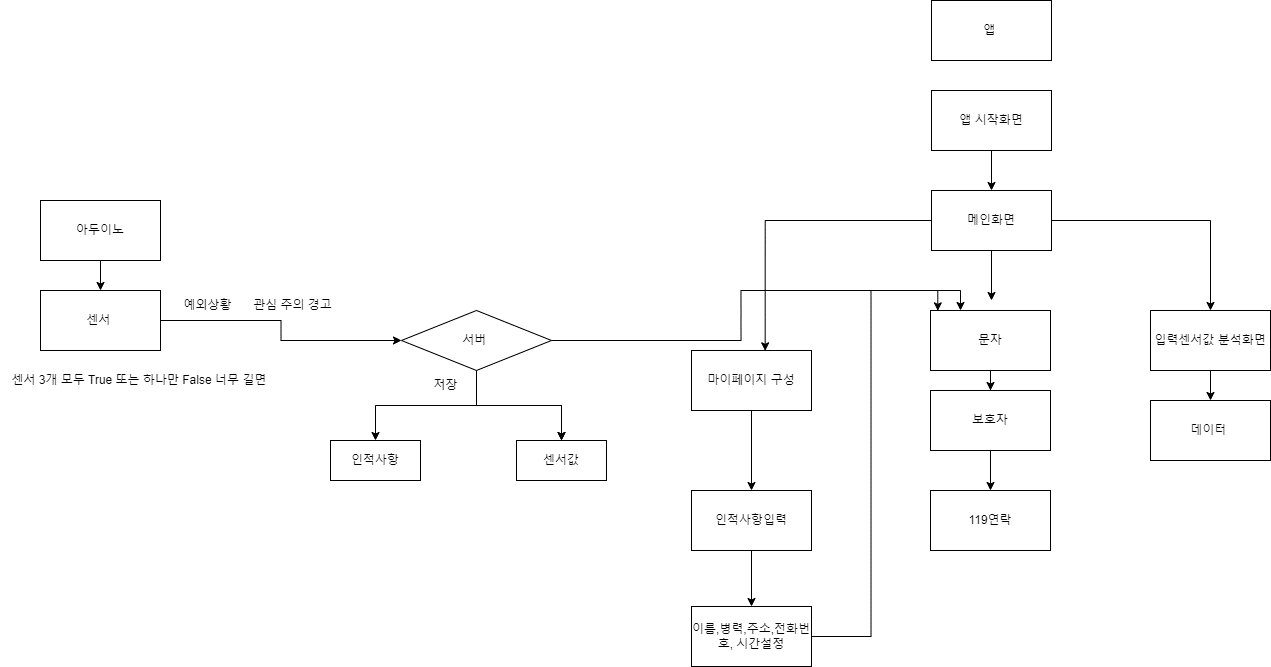 앱
앱 시작화면
메인화면
아두이노
센서
예외상황
관심 주의 경고
센서 3개 모두 True 또는 하나만 False 너무 길면
서버
저장
인적사항
센서값
마이페이지 구성
인적사항입력
이름,병력,주소,전화번
호, 시간설정
문자
보호자
119연락
입력센서값 분석화면
데이터